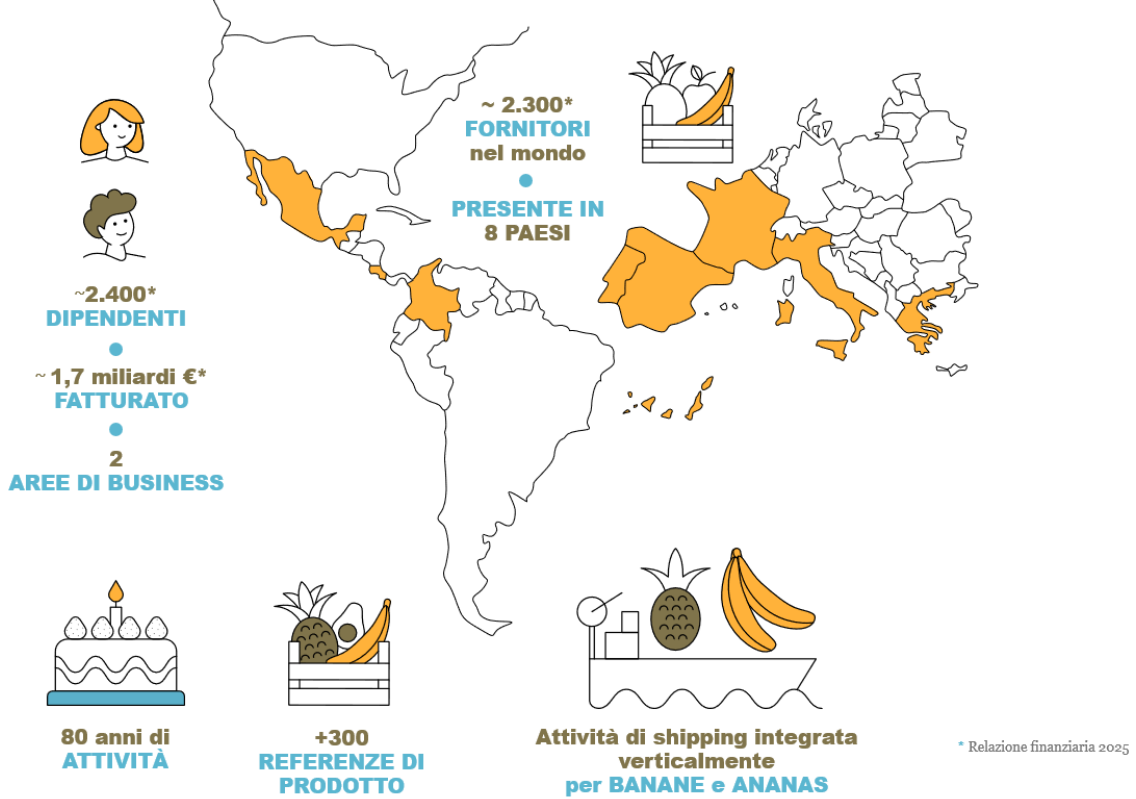 ~ 2.300*
FORNITORI
nel mondo
PRESENTE IN
8 PAESI
~2.400*
DIPENDENTI
~ 1,7 miliardi €*
FATTURATO
2
AREE DI BUSINESS
80 anni di
ATTIVITÀ
+300
REFERENZE DI
PRODOTTO
Attività di shipping integrata
verticalmente
per BANANE e ANANAS
* Relazione finanziaria 2025